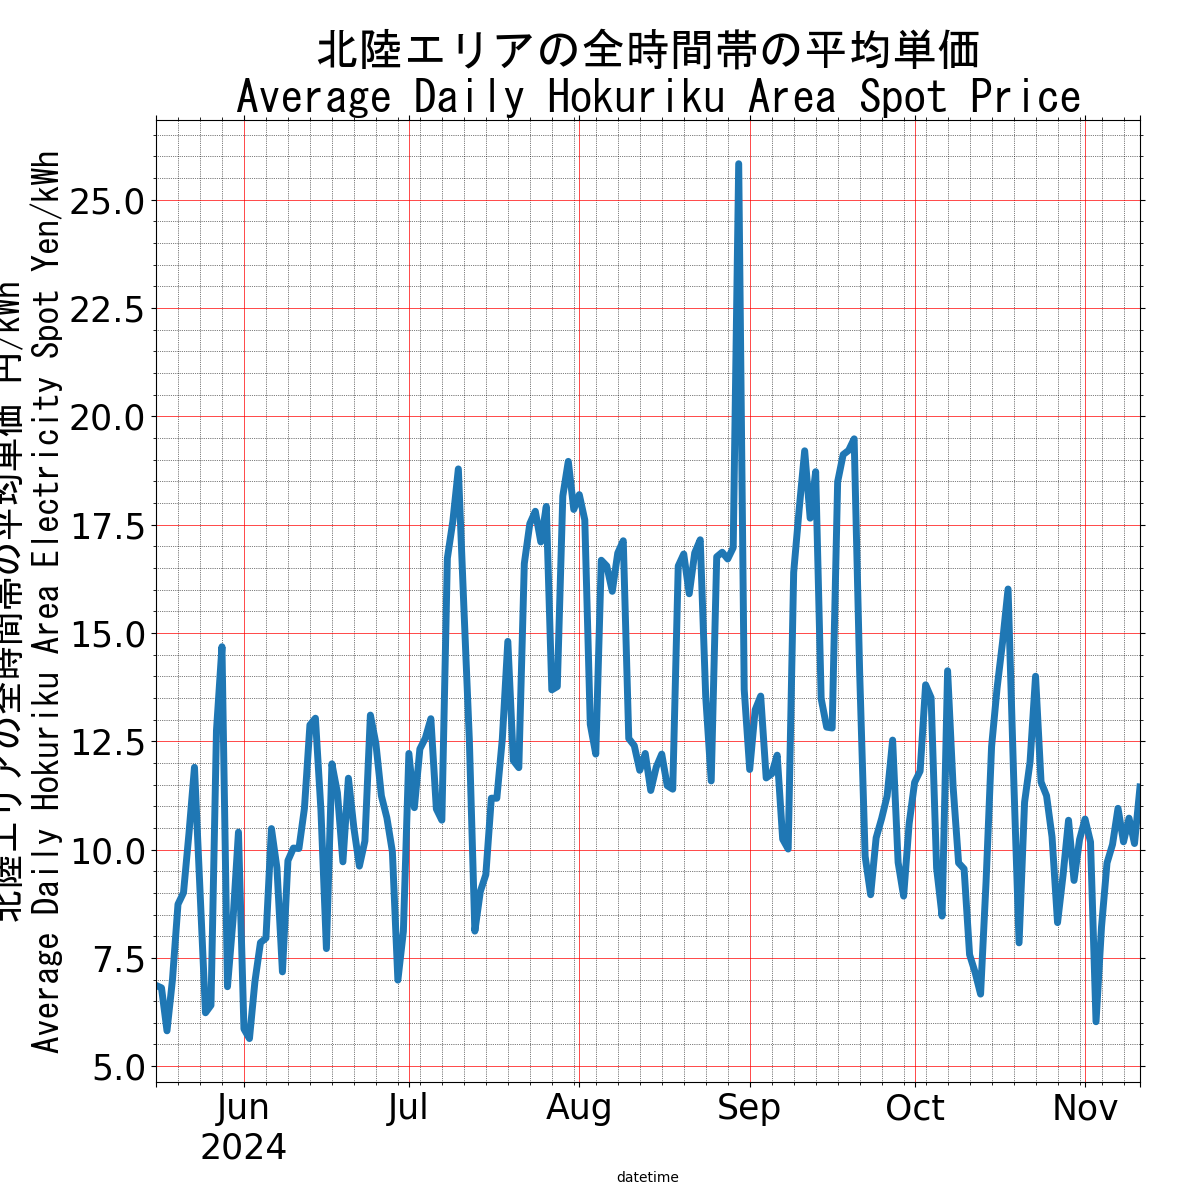 北陸エリアの全時間帯の平均単価
Average Daily Hokuriku Area Spot Price
北陸エリアの全時間帯の平均単価 円/kWh
Average Daily Hokuriku Area Electricity Spot Yen/kWh
25.0
22.5
20.0
17.5
15.0
12.5
10.0
7.5
5.0
Jun
2024
Jul
Aug
Sep
Oct
Nov
datetime